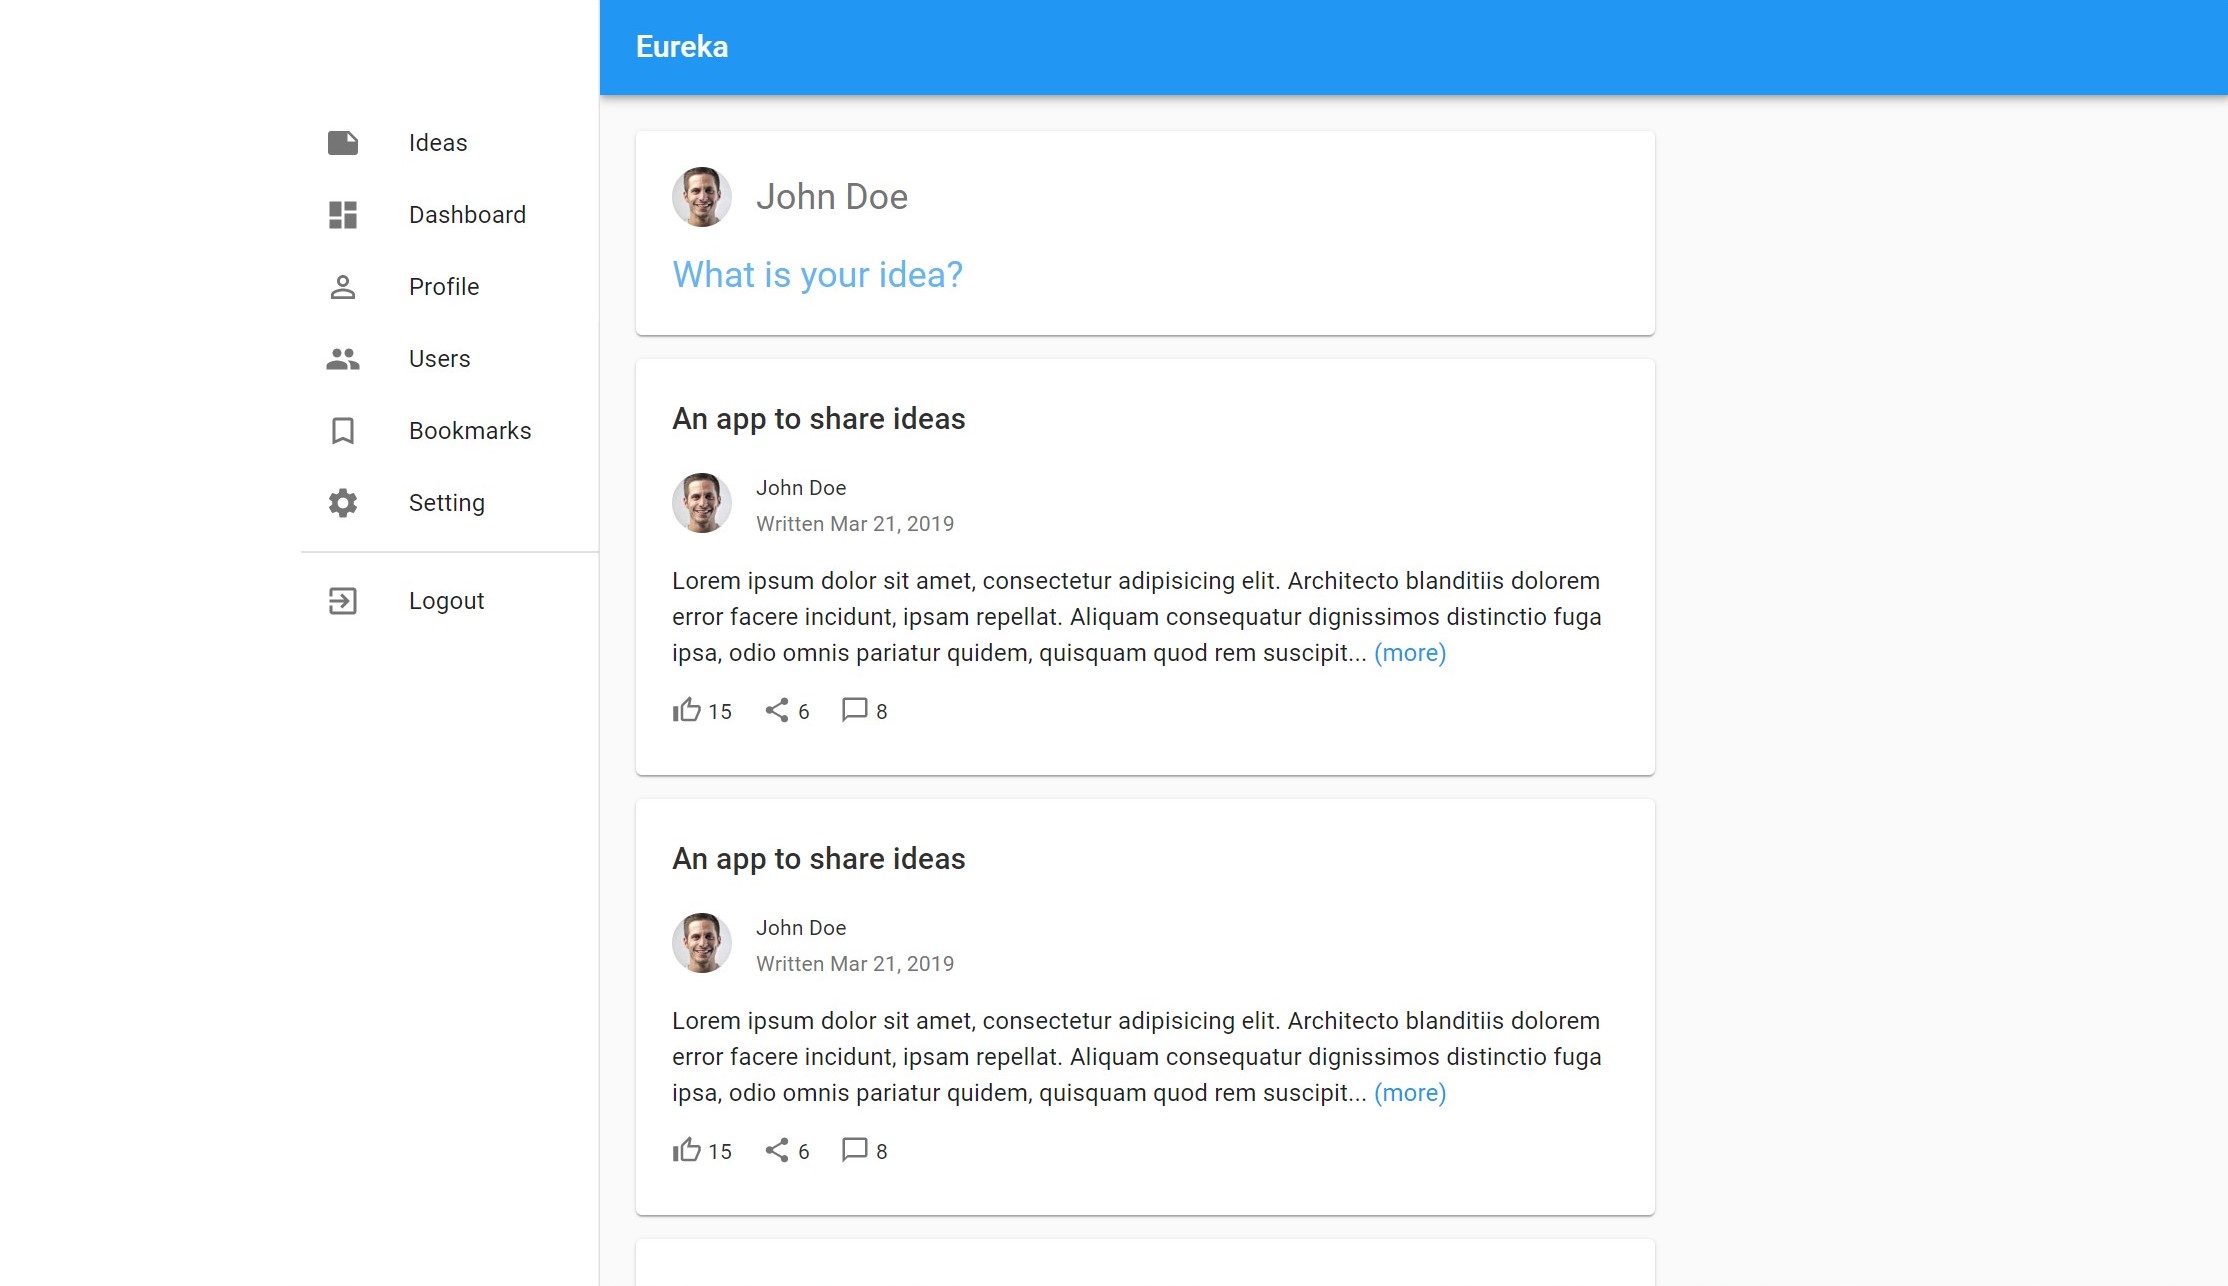 Eureka
Ideas
Dashboard
Profile
Users
Bookmarks
Setting
Logout
John Doe
What is your idea?
An app to share ideas
John Doe
Written Mar 21, 2019
Lorem ipsum dolor sit amet, consectetur adipisicing elit. Architecto blanditiis dolorem
error facere incidunt, ipsam repellat. Aliquam consequatur dignissimos distinctio fuga
ipsa, odio omnis pariatur quidem, quisquam quod rem suscipit... (more)
15 6 8
An app to share ideas
John Doe
Written Mar 21, 2019
Lorem ipsum dolor sit amet, consectetur adipisicing elit. Architecto blanditiis dolorem
error facere incidunt, ipsam repellat. Aliquam consequatur dignissimos distinctio fuga
ipsa, odio omnis pariatur quidem, quisquam quod rem suscipit... (more)
15 6 8